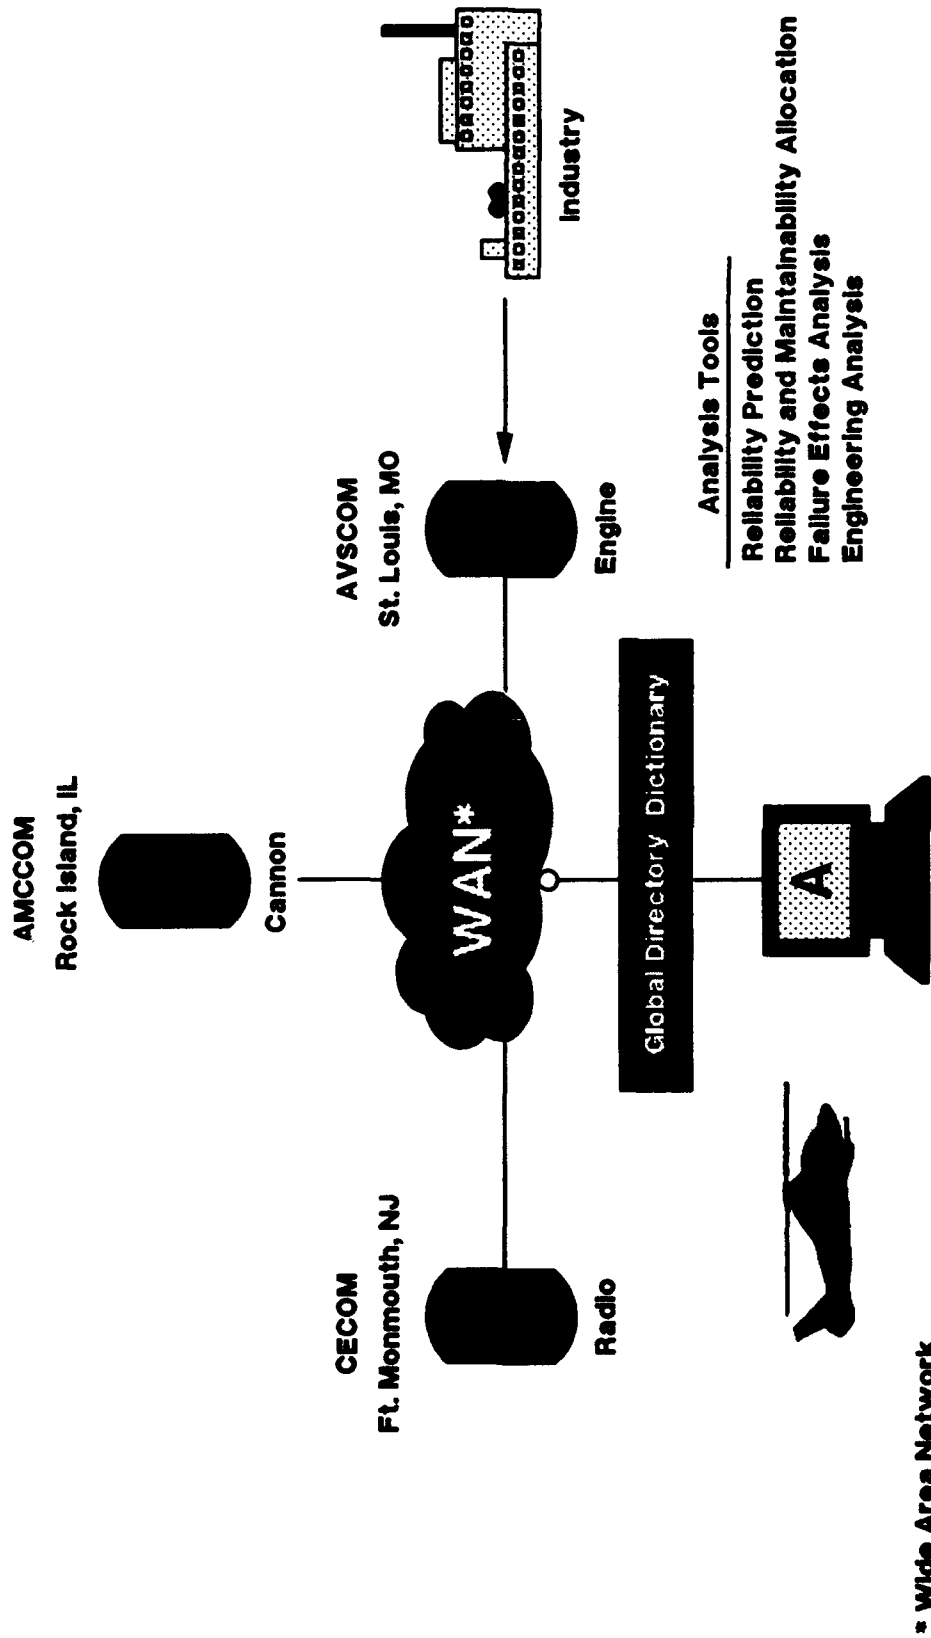 AMCCOM
Rock Island, IL
Cannon
CECOM
Ft. Monmouth, NJ
Radio
WAN*
AVSCOM
St. Louis, MO
Engine
Industry
Global Directory Dictionary
A
Analysis Tools
Reliability Prediction
Reliability and Maintainability Allocation
Failure Effects Analysis
Engineering Analysis
* Wide Area Network